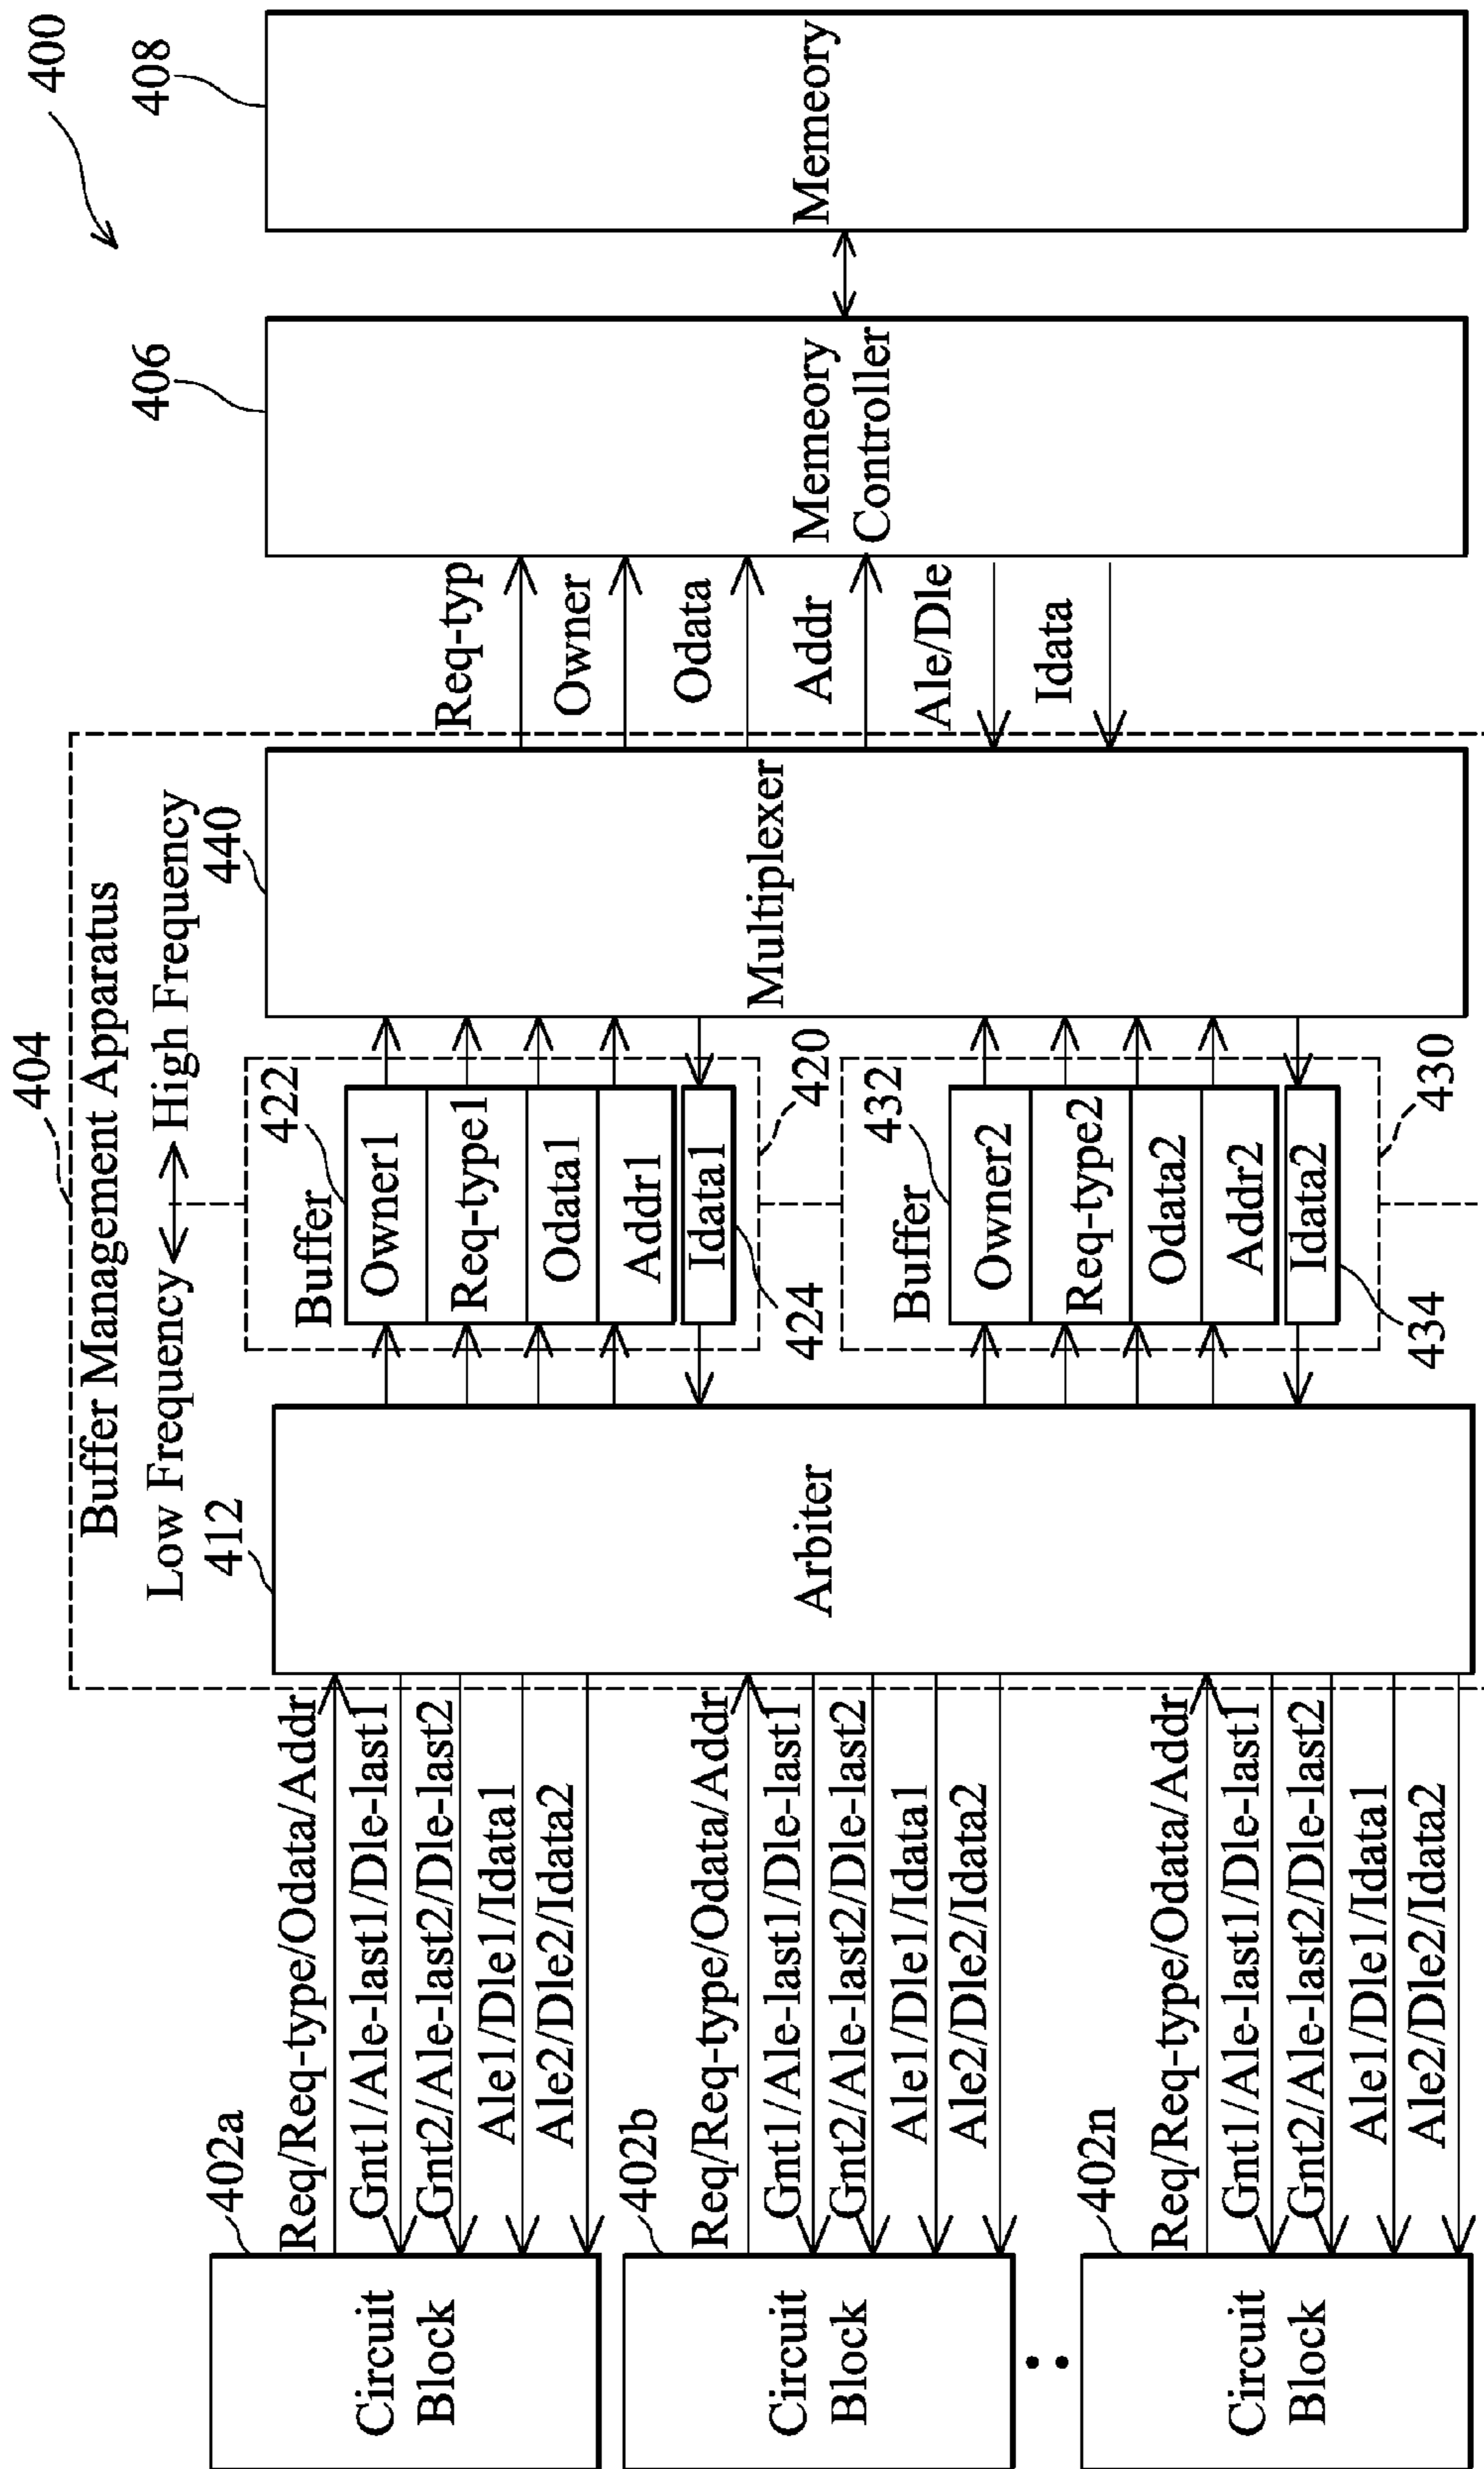 400
404
Buffer Management Apparatus
Low Frequency
High Frequency
402a
Circuit
Block
Req/Req-type/Odata/Addr
Gnt1/Ale-last1/Dle-last1
Gnt2/Ale-last2/Dle-last2
Ale1/Dle1/Idata1
Ale2/Dle2/Idata2
402b
Circuit
Block
Req/Req-type/Odata/Addr
Gnt1/Ale-last1/Dle-last1
Gnt2/Ale-last2/Dle-last2
Ale1/Dle1/Idata1
Ale2/Dle2/Idata2
402n
Circuit
Block
Req/Req-type/Odata/Addr
Gnt1/Ale-last1/Dle-last1
Gnt2/Ale-last2/Dle-last2
Ale1/Dle1/Idata1
Ale2/Dle2/Idata2
412
Arbiter
Buffer
422
Owner1
Req-type1
Odata1
Addr1
Idata1
424
420
Buffer
432
Owner2
Req-type2
Odata2
Addr2
Idata2
434
430
440
Multiplexer
Req-typ
Owner
Odata
Addr
Ale/Dle
Idata
406
Memeory
Controller
408
Memeory